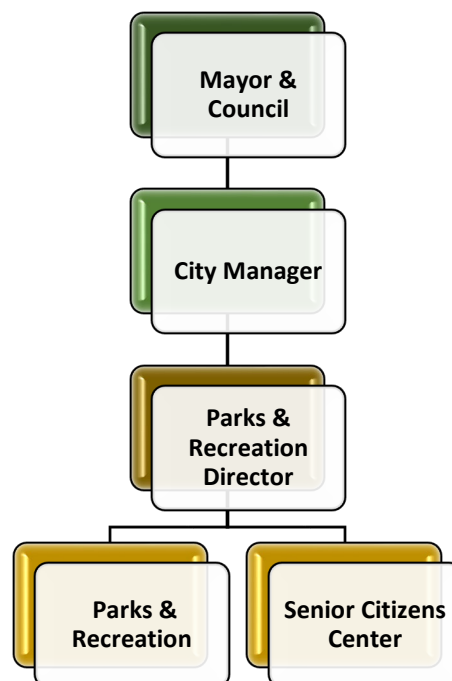 Mayor &
Council
City Manager
Parks &
Recreation
Director
Parks &
Recreation
Senior Citizens
Center